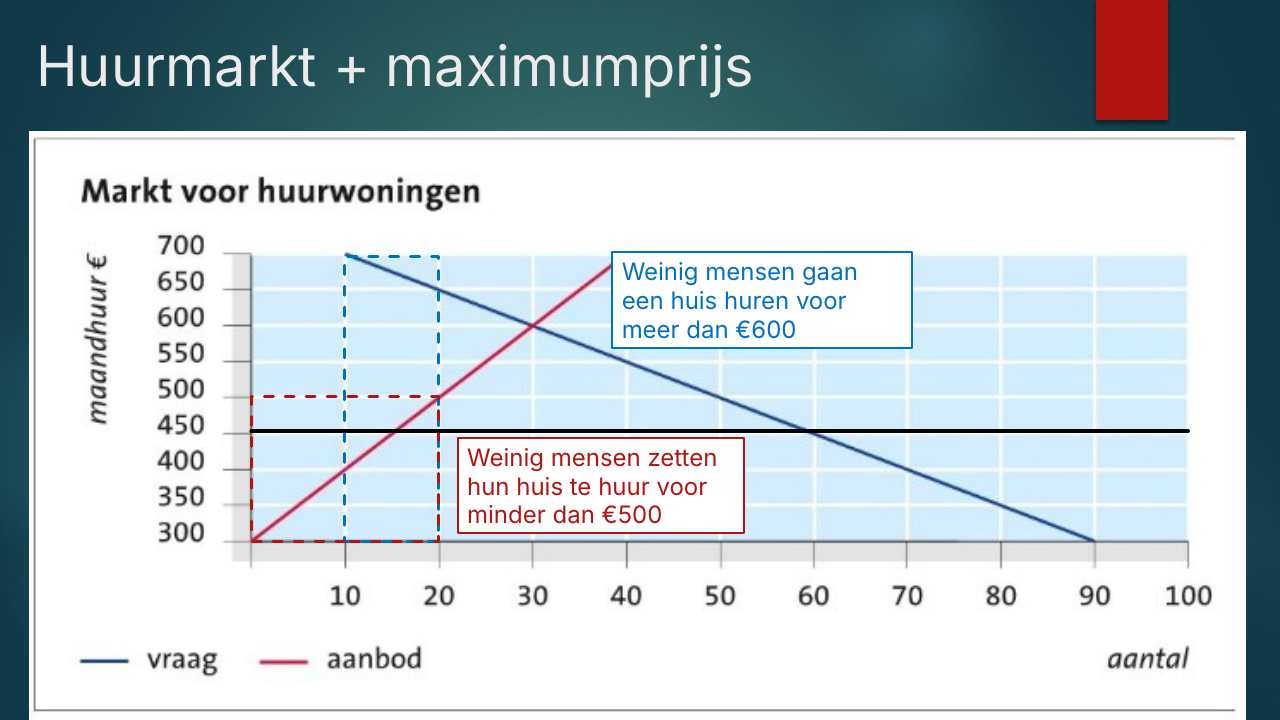 Huurmarkt + maximumprijs
Markt voor huurwoningen
maandhuur €
700
650
600
550
500
450
400
350
300
Weinig mensen gaan
een huis huren voor
meer dan €600
Weinig mensen zetten
hun huis te huur voor
minder dan €500
10 20 30 40 50 60 70 80 90 100
vraag aanbod aantal